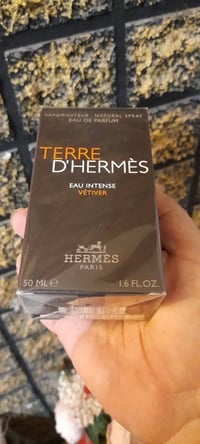 VAPORISATEUR · NATURAL SPRAY
EAU DE PARFUM
TERRE
D'HERMÈS
EAU INTENSE
VÉTIVER
HERMÈS
PARIS
50 ML ℮ 1.6 FL.OZ.